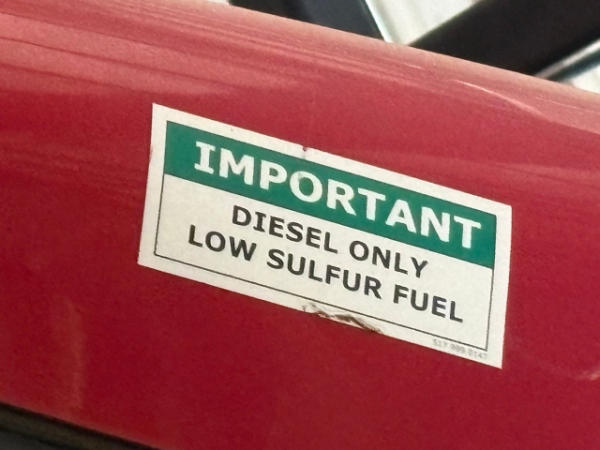 IMPORTANT
DIESEL ONLY
LOW SULFUR FUEL